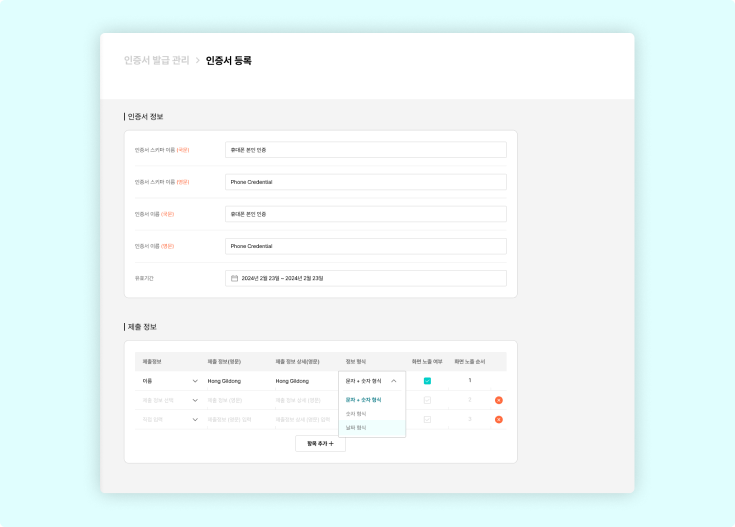 인증서 발급 관리 > 인증서 등록
인증서 정보
인증서 스키마 이름 (국문)
휴대폰 본인 인증
인증서 스키마 이름 (영문)
Phone Credential
인증서 이름 (국문)
휴대폰 본인 인증
인증서 이름 (영문)
Phone Credential
유효기간
2024년 2월 23일 ~ 2024년 2월 23일
제출 정보
제출정보 제출 정보(영문) 제출 정보 상세(영문) 정보 형식 화면 노출 여부 화면 노출 순서
이름 Hong Gildong Hong Gildong 문자 + 숫자 형식 1
제출 정보 선택 제출 정보 (영문) 제출 정보 상세 (영문) 문자 + 숫자 형식
직접 입력 제출정보 (영문) 입력 제출정보 상세 (영문) 입력 숫자 형식
날짜 형식
항목 추가 +